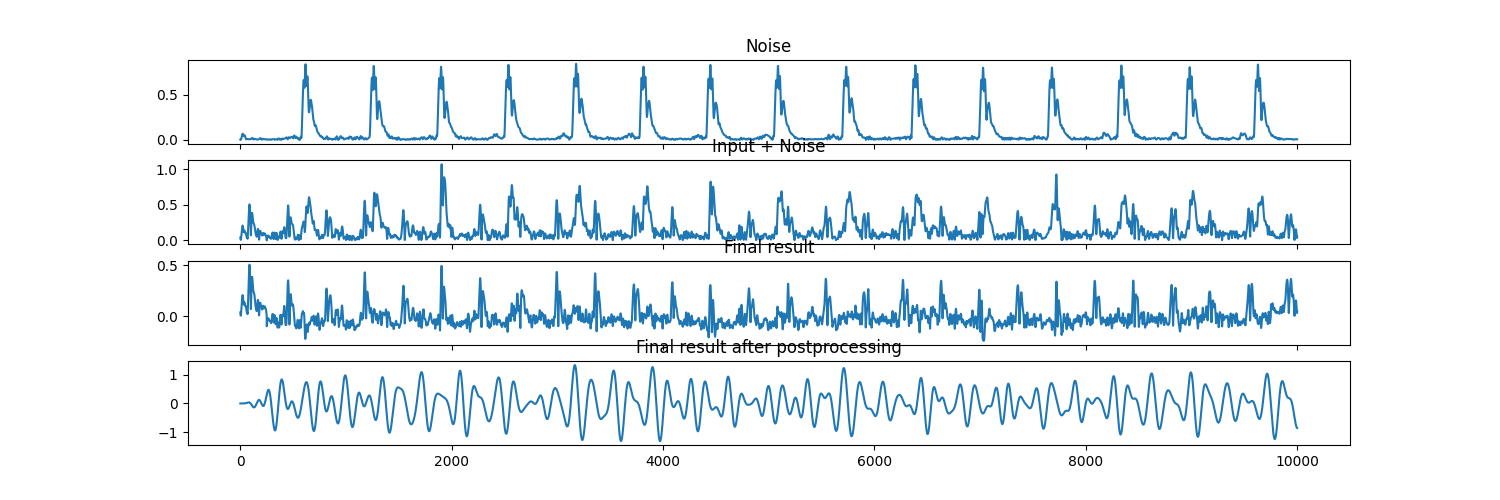 Noise
0.5
0.0
Input + Noise
1.0
0.5
0.0
Final result
0.5
0.0
Final result after postprocessing
1
0
−1
0 2000 4000 6000 8000 10000